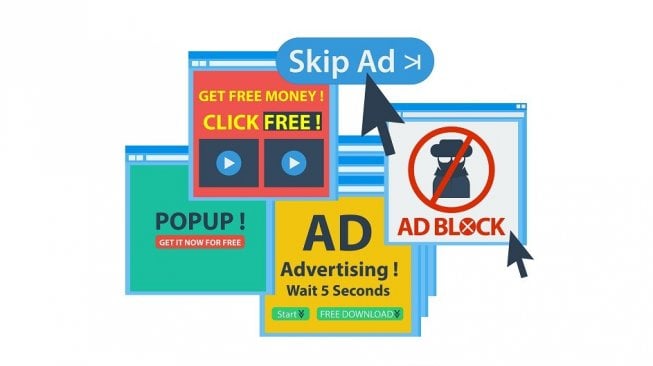 Skip Ad
GET FREE MONEY !
CLICK FREE !
AD BLOCK
POPUP !
GET IT NOW FOR FREE
AD
Advertising !
Wait 5 Seconds
Start
FREE DOWNLOAD